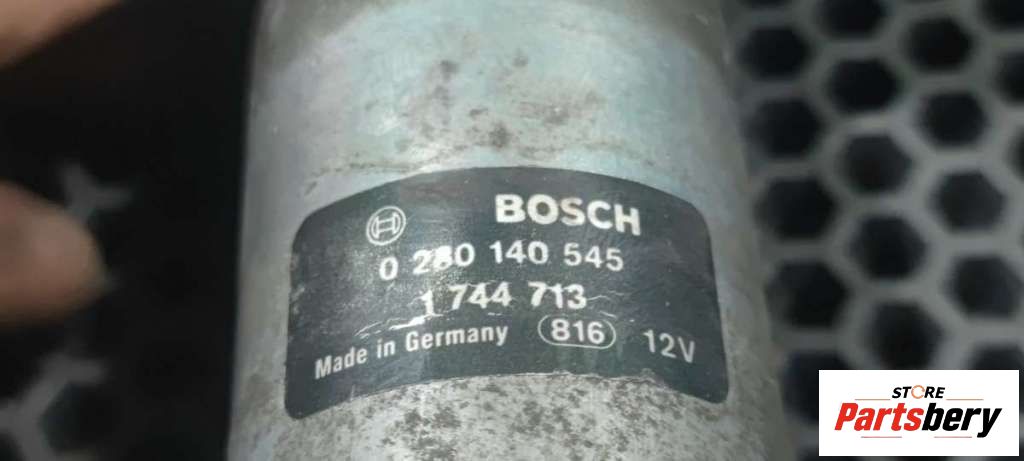 BOSCH
0 280 140 545
1 744 713
Made in Germany 816 12V
STORE
Partsbery